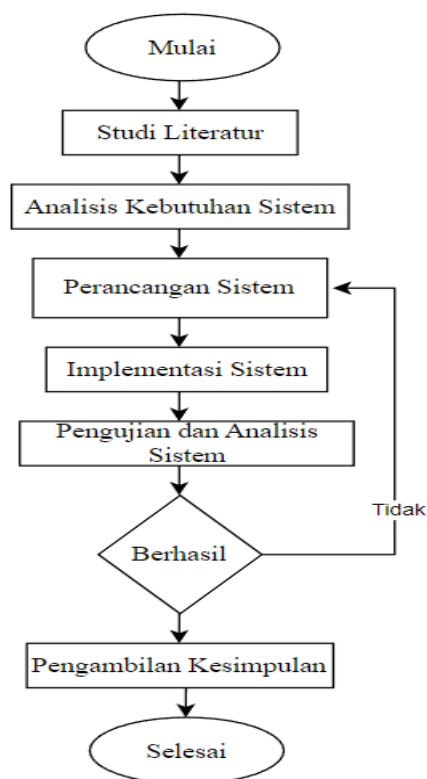 Mulai
Studi Literatur
Analisis Kebutuhan Sistem
Perancangan Sistem
Implementasi Sistem
Pengujian dan Analisis
Sistem
Tidak
Berhasil
Pengambilan Kesimpulan
Selesai